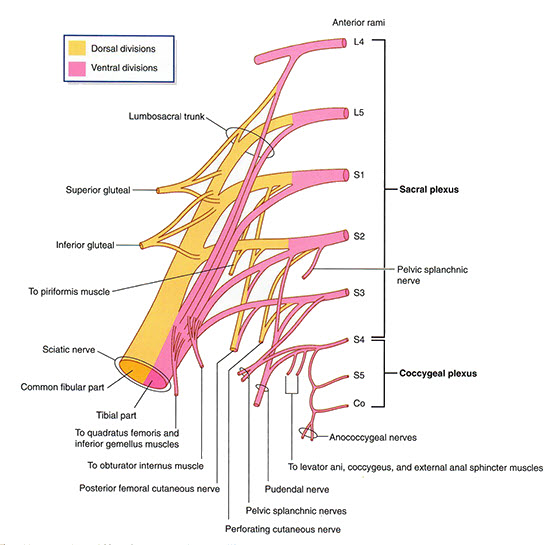 Anterior rami
Dorsal divisions
Ventral divisions
L4
Lumbosacral trunk
L5
S1
Superior gluteal
Sacral plexus
S2
Inferior gluteal
Pelvic splanchnic
nerve
To piriformis muscle
S3
S4
Sciatic nerve
Coccygeal plexus
S5
Common fibular part
Co
Tibial part
To quadratus femoris and
inferior gemellus muscles
Anococcygeal nerves
To obturator internus muscle
To levator ani, coccygeus, and external anal sphincter muscles
Posterior femoral cutaneous nerve
Pudendal nerve
Pelvic splanchnic nerves
Perforating cutaneous nerve